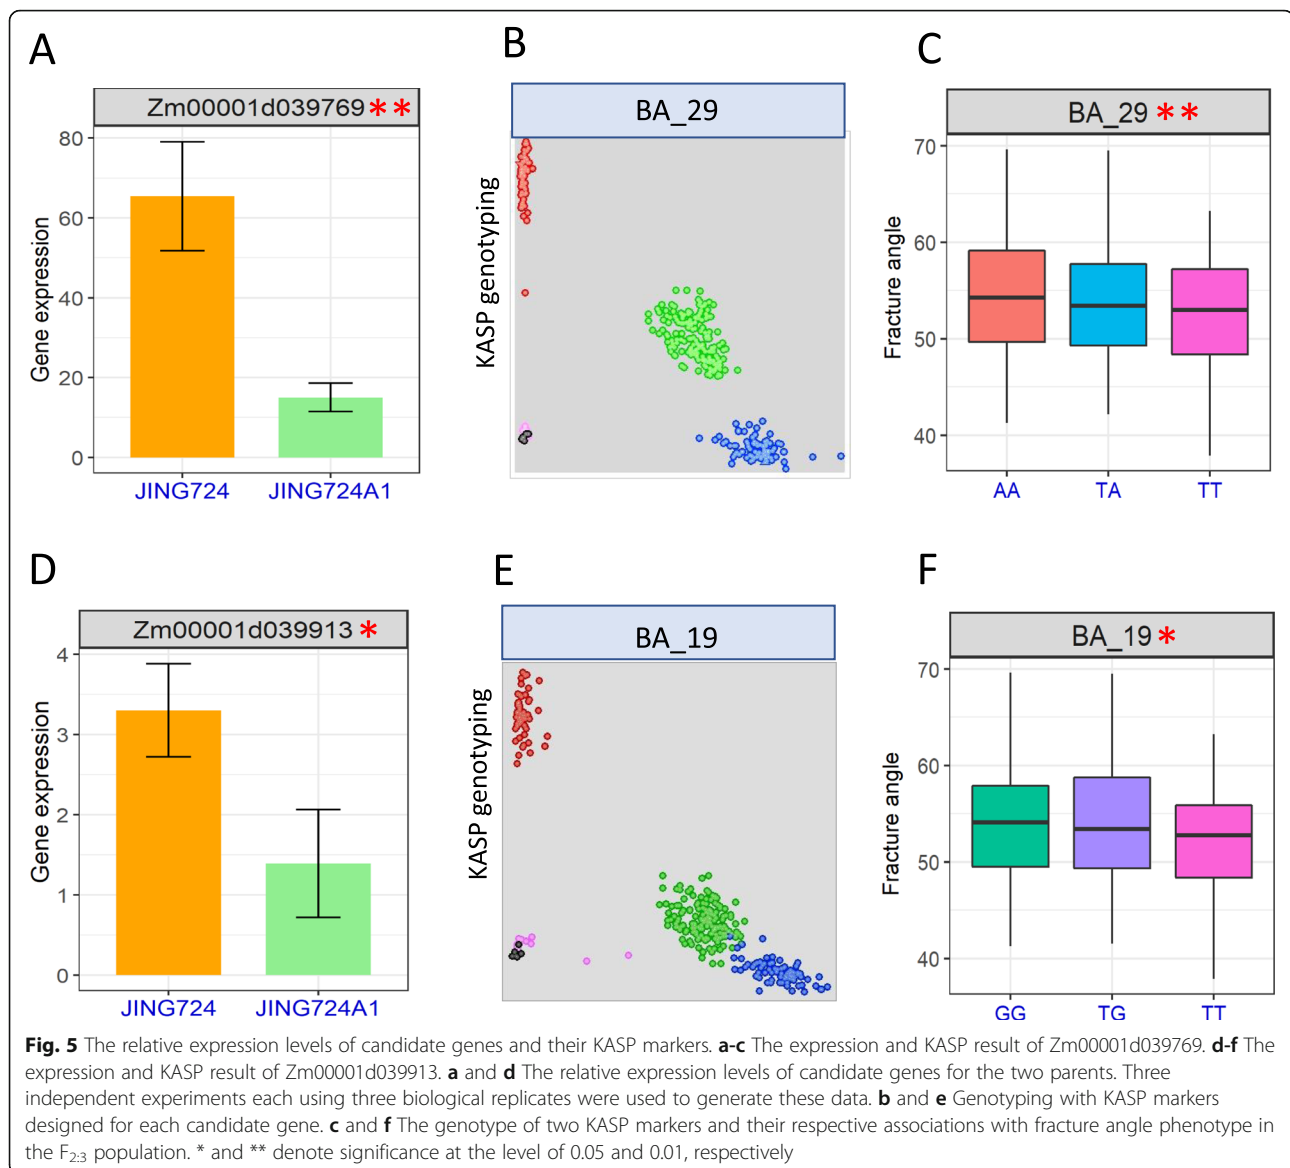 A
Zm00001d039769 **
Gene expression
80
60
40
20
0
JING724
JING724A1
B
BA_29
KASP genotyping
C
BA_29 **
Fracture angle
70
60
50
40
AA
TA
TT
D
Zm00001d039913 *
Gene expression
4
3
2
1
0
JING724
JING724A1
E
BA_19
KASP genotyping
F
BA_19 *
Fracture angle
70
60
50
40
GG
TG
TT
Fig. 5 The relative expression levels of candidate genes and their KASP markers. a-c The expression and KASP result of Zm00001d039769. d-f The
expression and KASP result of Zm00001d039913. a and d The relative expression levels of candidate genes for the two parents. Three
independent experiments each using three biological replicates were used to generate these data. b and e Genotyping with KASP markers
designed for each candidate gene. c and f The genotype of two KASP markers and their respective associations with fracture angle phenotype in
the F2:3 population. * and ** denote significance at the level of 0.05 and 0.01, respectively